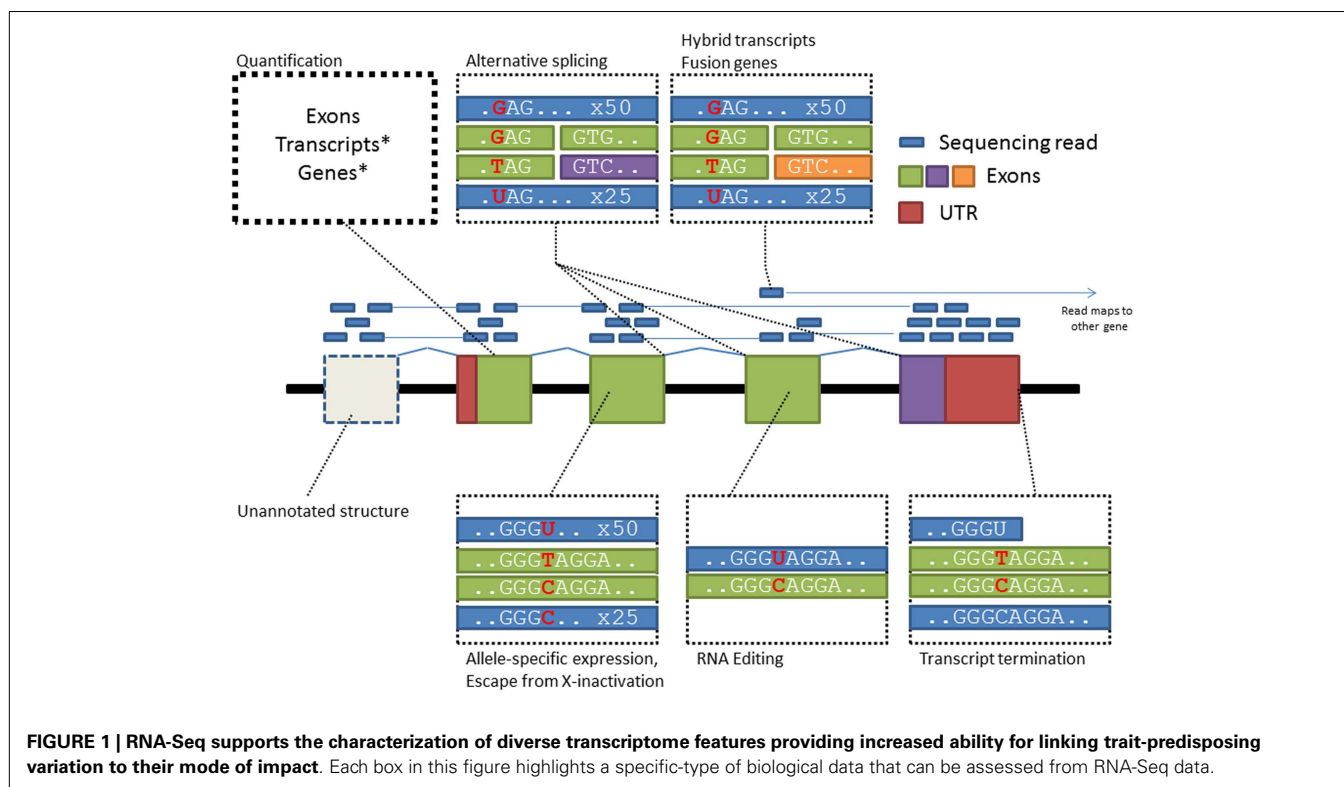 Quantification
Exons
Transcripts*
Genes*
Alternative splicing
.GAG... x50
.GAG GTG..
.TAG GTC..
.UAG... x25
Hybrid transcripts
Fusion genes
.GAG... x50
.GAG GTG..
.TAG GTC..
.UAG... x25
Sequencing read
Exons
UTR
Read maps to
other gene
Unannotated structure
..GGGU.. x50
..GGGTAGGA..
..GGGCAGGA..
..GGGC.. x25
Allele-specific expression,
Escape from X-inactivation
..GGGUAGGA..
..GGGCAGGA..
RNA Editing
..GGGU
..GGGTAGGA..
..GGGCAGGA..
..GGGCAGGA..
Transcript termination
FIGURE 1 | RNA-Seq supports the characterization of diverse transcriptome features providing increased ability for linking trait-predisposing
variation to their mode of impact. Each box in this figure highlights a specific-type of biological data that can be assessed from RNA-Seq data.